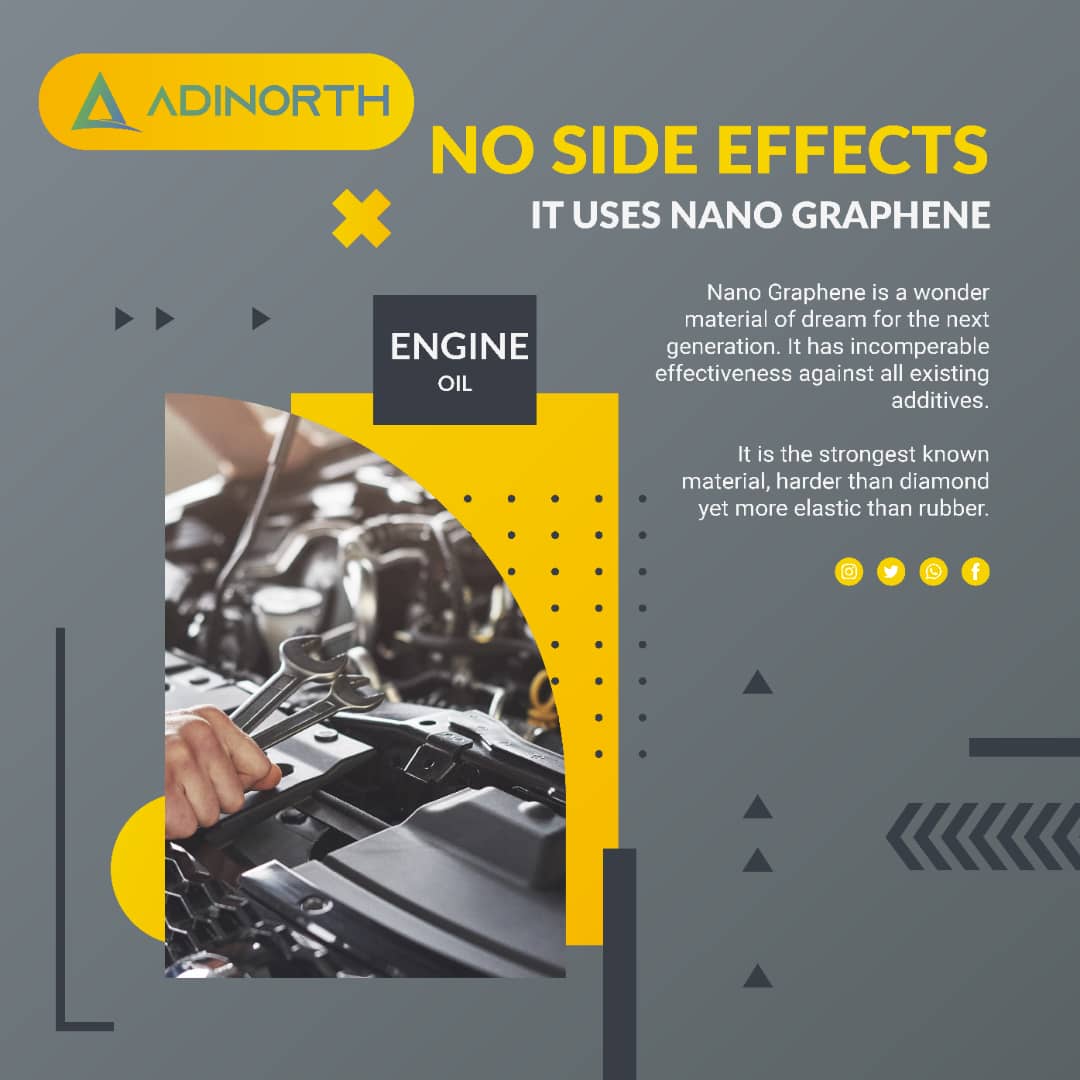 ADINORTH
NO SIDE EFFECTS
IT USES NANO GRAPHENE
Nano Graphene is a wonder
material of dream for the next
generation. It has incomperable
effectiveness against all existing
additives.
It is the strongest known
material, harder than diamond
yet more elastic than rubber.
ENGINE
OIL